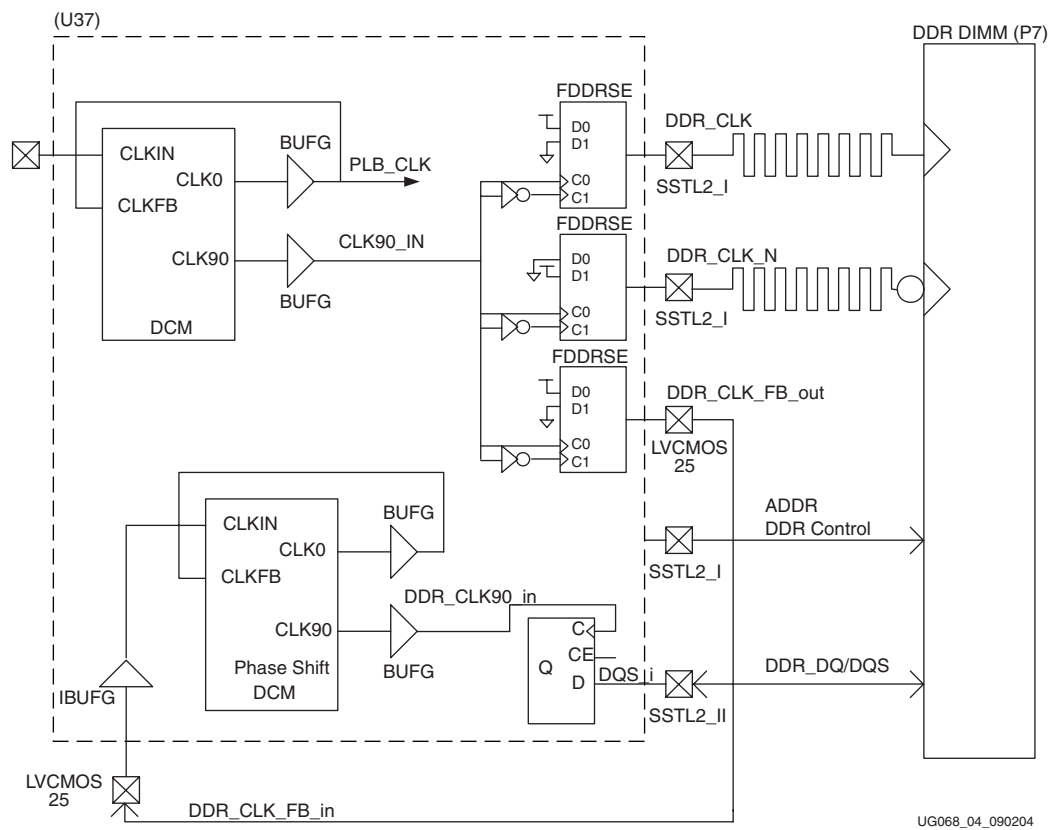 (U37)
DDR DIMM (P7)
FDDRSE
D0
D1
C0
C1
DDR_CLK
SSTL2_I
CLKIN
CLK0
CLKFB
CLK90
DCM
BUFG
PLB_CLK
CLK90_IN
BUFG
FDDRSE
D0
D1
C0
C1
DDR_CLK_N
SSTL2_I
FDDRSE
D0
D1
C0
C1
DDR_CLK_FB_out
LVCMOS
25
CLKIN
CLK0
CLKFB
CLK90
Phase Shift
DCM
BUFG
DDR_CLK90_in
BUFG
IBUFG
C
CE
Q
D
DQS_i
ADDR
DDR Control
SSTL2_I
DDR_DQ/DQS
SSTL2_II
LVCMOS
25
DDR_CLK_FB_in
UG068_04_090204